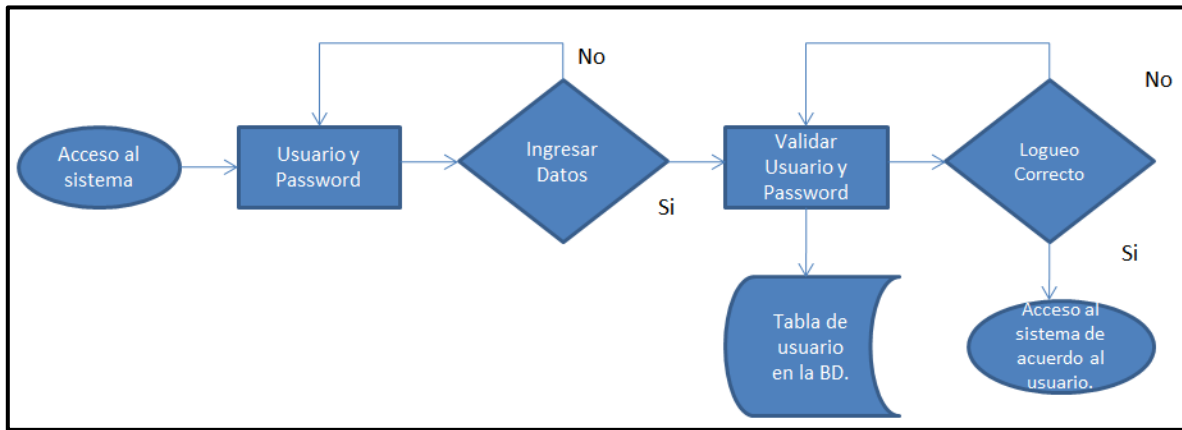 Acceso al
sistema
Usuario y
Password
No
Ingresar
Datos
Si
Validar
Usuario y
Password
Tabla de
usuario
en la BD.
No
Logueo
Correcto
Si
Acceso al
sistema de
acuerdo al
usuario.